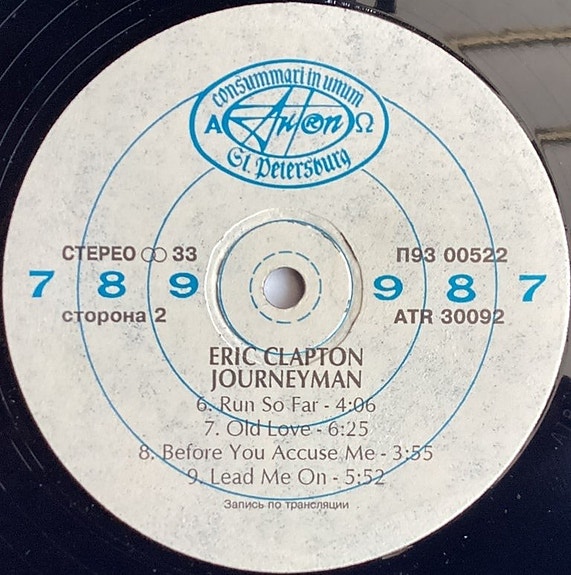 consummari in unum
A Anton Ω
St. Petersburg
СТЕРЕО ꝏ 33 П93 00522
7 8 9 9 8 7
сторона 2 ATR 30092
ERIC CLAPTON
JOURNEYMAN
6. Run So Far - 4:06
7. Old Love - 6:25
8. Before You Accuse Me - 3:55
9. Lead Me On - 5:52
Запись по трансляции